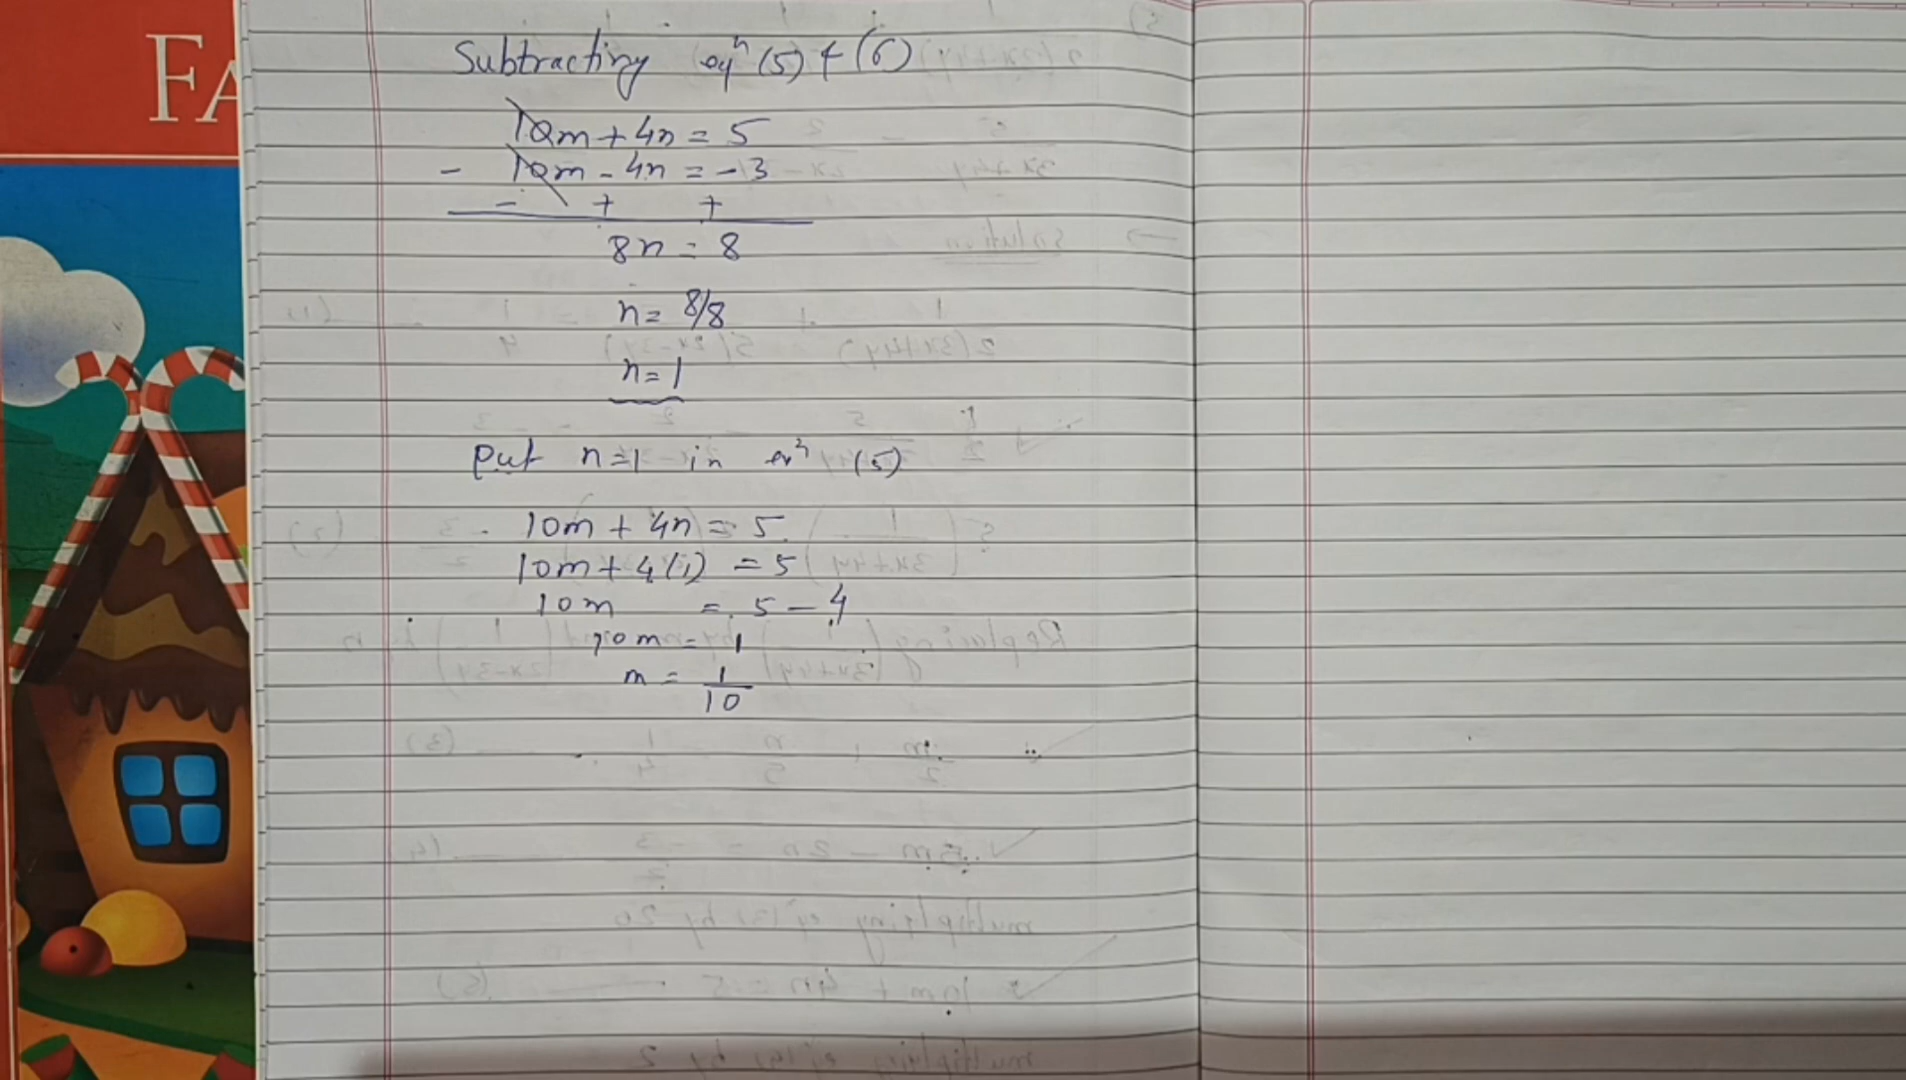 FA
Subtracting eqⁿ (5) & (6)
10m + 4n = 5
- 10m - 4n = -3
- + +
8n = 8
n = 8/8
n = 1
Put n=1 in eqⁿ (5)
10m + 4n = 5
10m + 4(1) = 5
10m = 5 - 4
10m = 1
m = 1/10